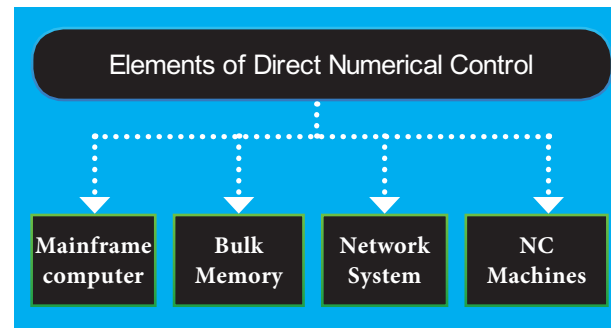 Elements of Direct Numerical Control
Mainframe
computer
Bulk
Memory
Network
System
NC
Machines